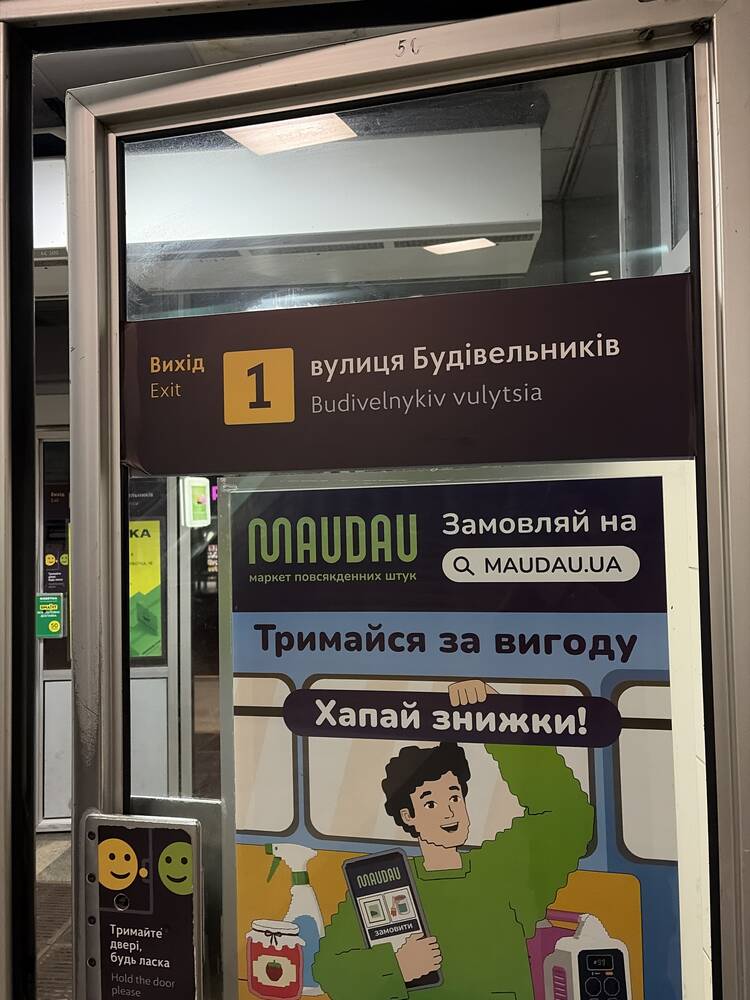 50
Вихід
Exit
1
вулиця Будівельників
Budivelnykiv vulytsia
MAUDAU
маркет повсякденних штук
Замовляй на
MAUDAU.UA
Тримайся за вигоду
Хапай знижки!
MAUDAU
замовити
Тримайте
двері,
будь ласка
Hold the door
please